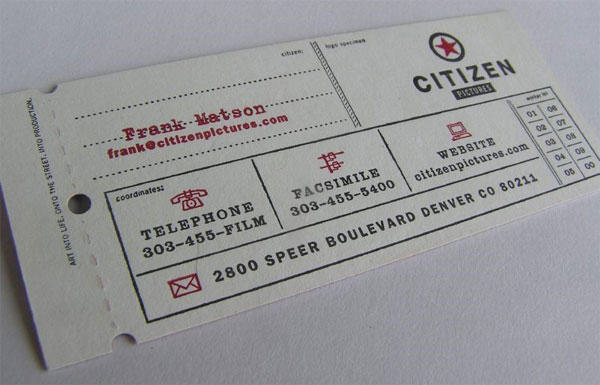 ART INTO LIFE, ONTO THE STREET, INTO PRODUCTION.
citizen:
Frank Matson
frank@citizenpictures.com
logo specimen
CITIZEN
PICTURES
coordinates:
TELEPHONE
303-455-FILM
FACSIMILE
303-455-5400
WEBSITE
citizenpictures.com
2800 SPEER BOULEVARD DENVER CO 80211
01 06
02 07
03 08
04 09
05 00